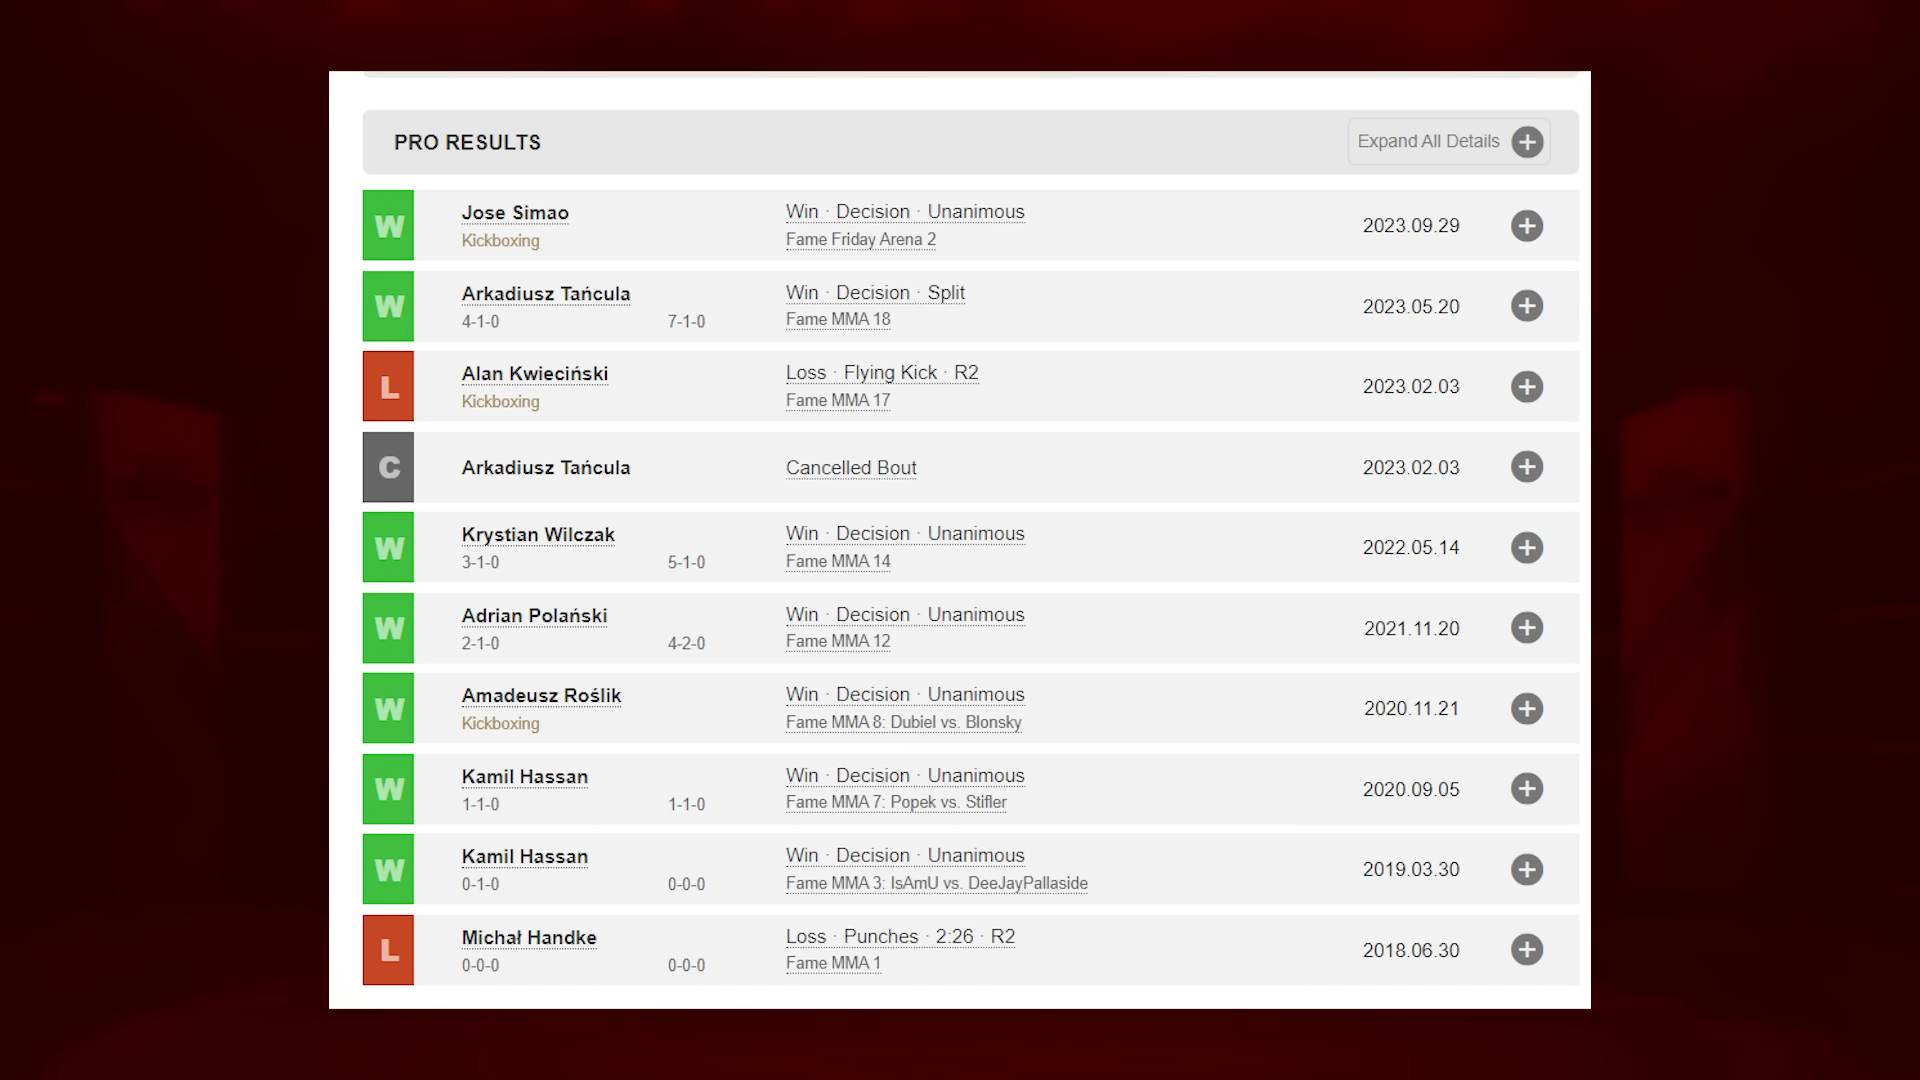 PRO RESULTS
Expand All Details
W
Jose Simao
Kickboxing
Win · Decision · Unanimous
Fame Friday Arena 2
2023.09.29
W
Arkadiusz Tańcula
4-1-0 7-1-0
Win · Decision · Split
Fame MMA 18
2023.05.20
L
Alan Kwieciński
Kickboxing
Loss · Flying Kick · R2
Fame MMA 17
2023.02.03
C
Arkadiusz Tańcula
Cancelled Bout
2023.02.03
W
Krystian Wilczak
3-1-0 5-1-0
Win · Decision · Unanimous
Fame MMA 14
2022.05.14
W
Adrian Polański
2-1-0 4-2-0
Win · Decision · Unanimous
Fame MMA 12
2021.11.20
W
Amadeusz Roślik
Kickboxing
Win · Decision · Unanimous
Fame MMA 8: Dubiel vs. Blonsky
2020.11.21
W
Kamil Hassan
1-1-0 1-1-0
Win · Decision · Unanimous
Fame MMA 7: Popek vs. Stifler
2020.09.05
W
Kamil Hassan
0-1-0 0-0-0
Win · Decision · Unanimous
Fame MMA 3: IsAmU vs. DeeJayPallaside
2019.03.30
L
Michał Handke
0-0-0 0-0-0
Loss · Punches · 2:26 · R2
Fame MMA 1
2018.06.30